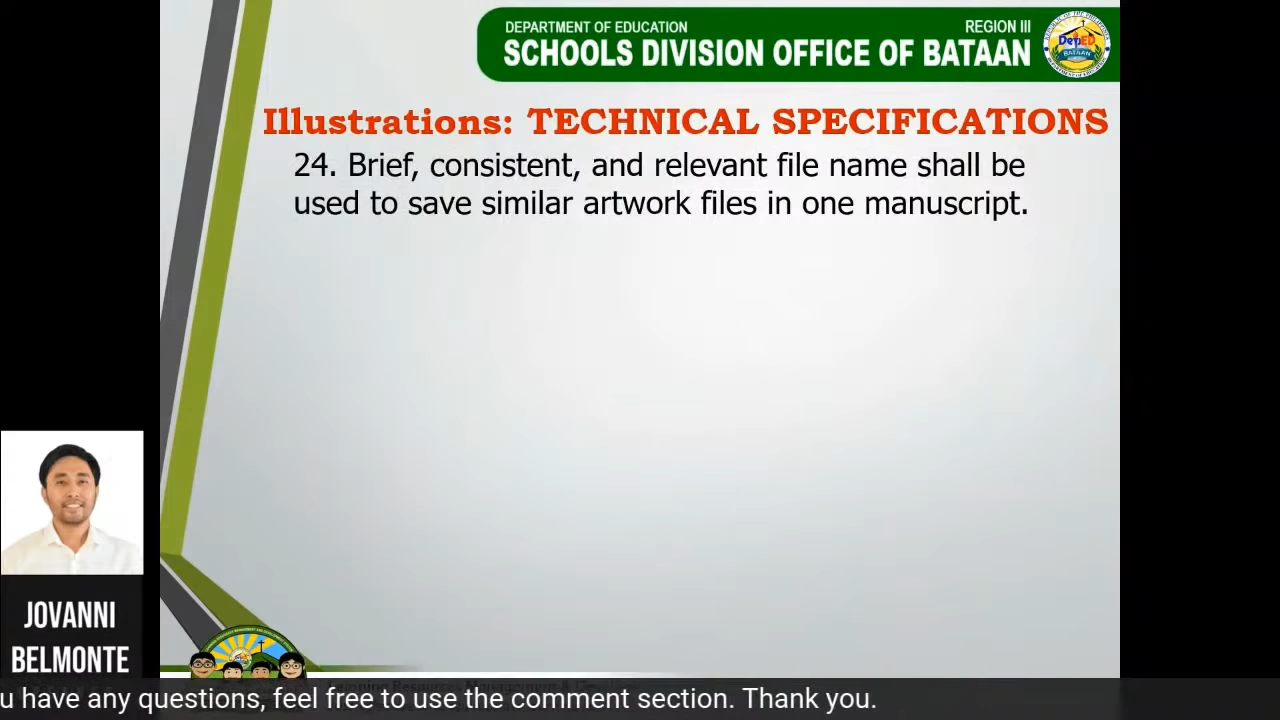 DEPARTMENT OF EDUCATION
REGION III
SCHOOLS DIVISION OFFICE OF BATAAN
DepED
BATAAN
Illustrations: TECHNICAL SPECIFICATIONS
24. Brief, consistent, and relevant file name shall be
used to save similar artwork files in one manuscript.
JOVANNI
BELMONTE
u have any questions, feel free to use the comment section. Thank you.